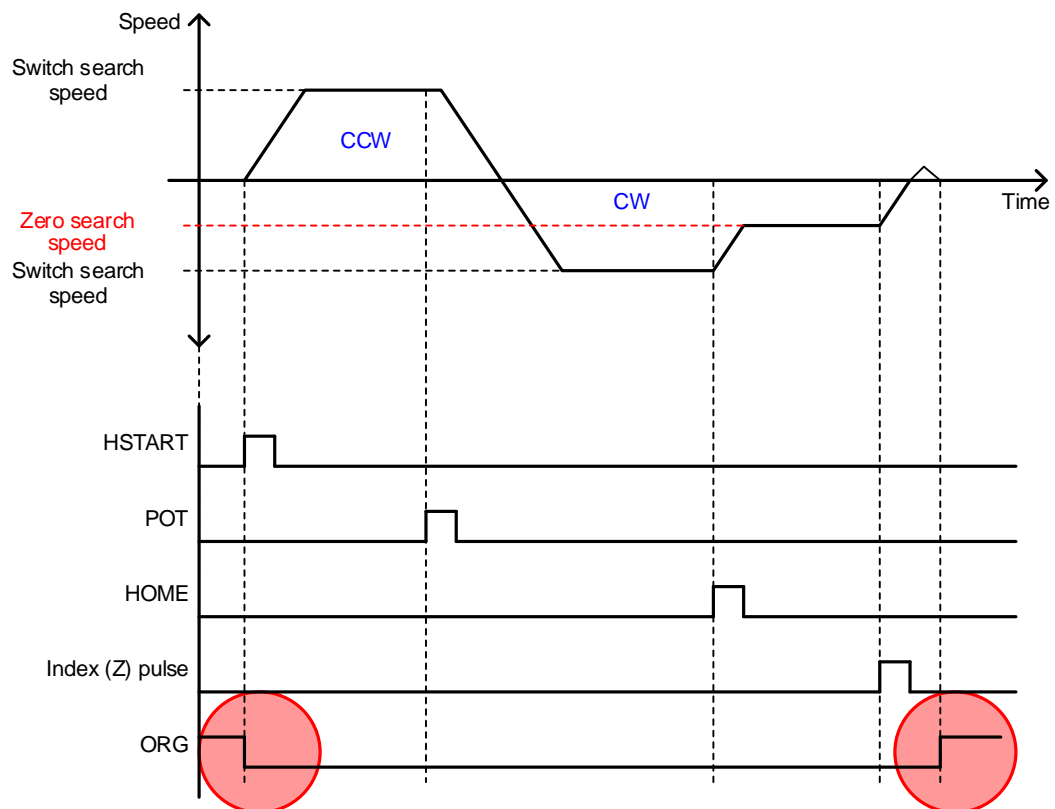 Speed
Switch search
speed
CCW
CW
Time
Zero search
speed
Switch search
speed
HSTART
POT
HOME
Index (Z) pulse
ORG